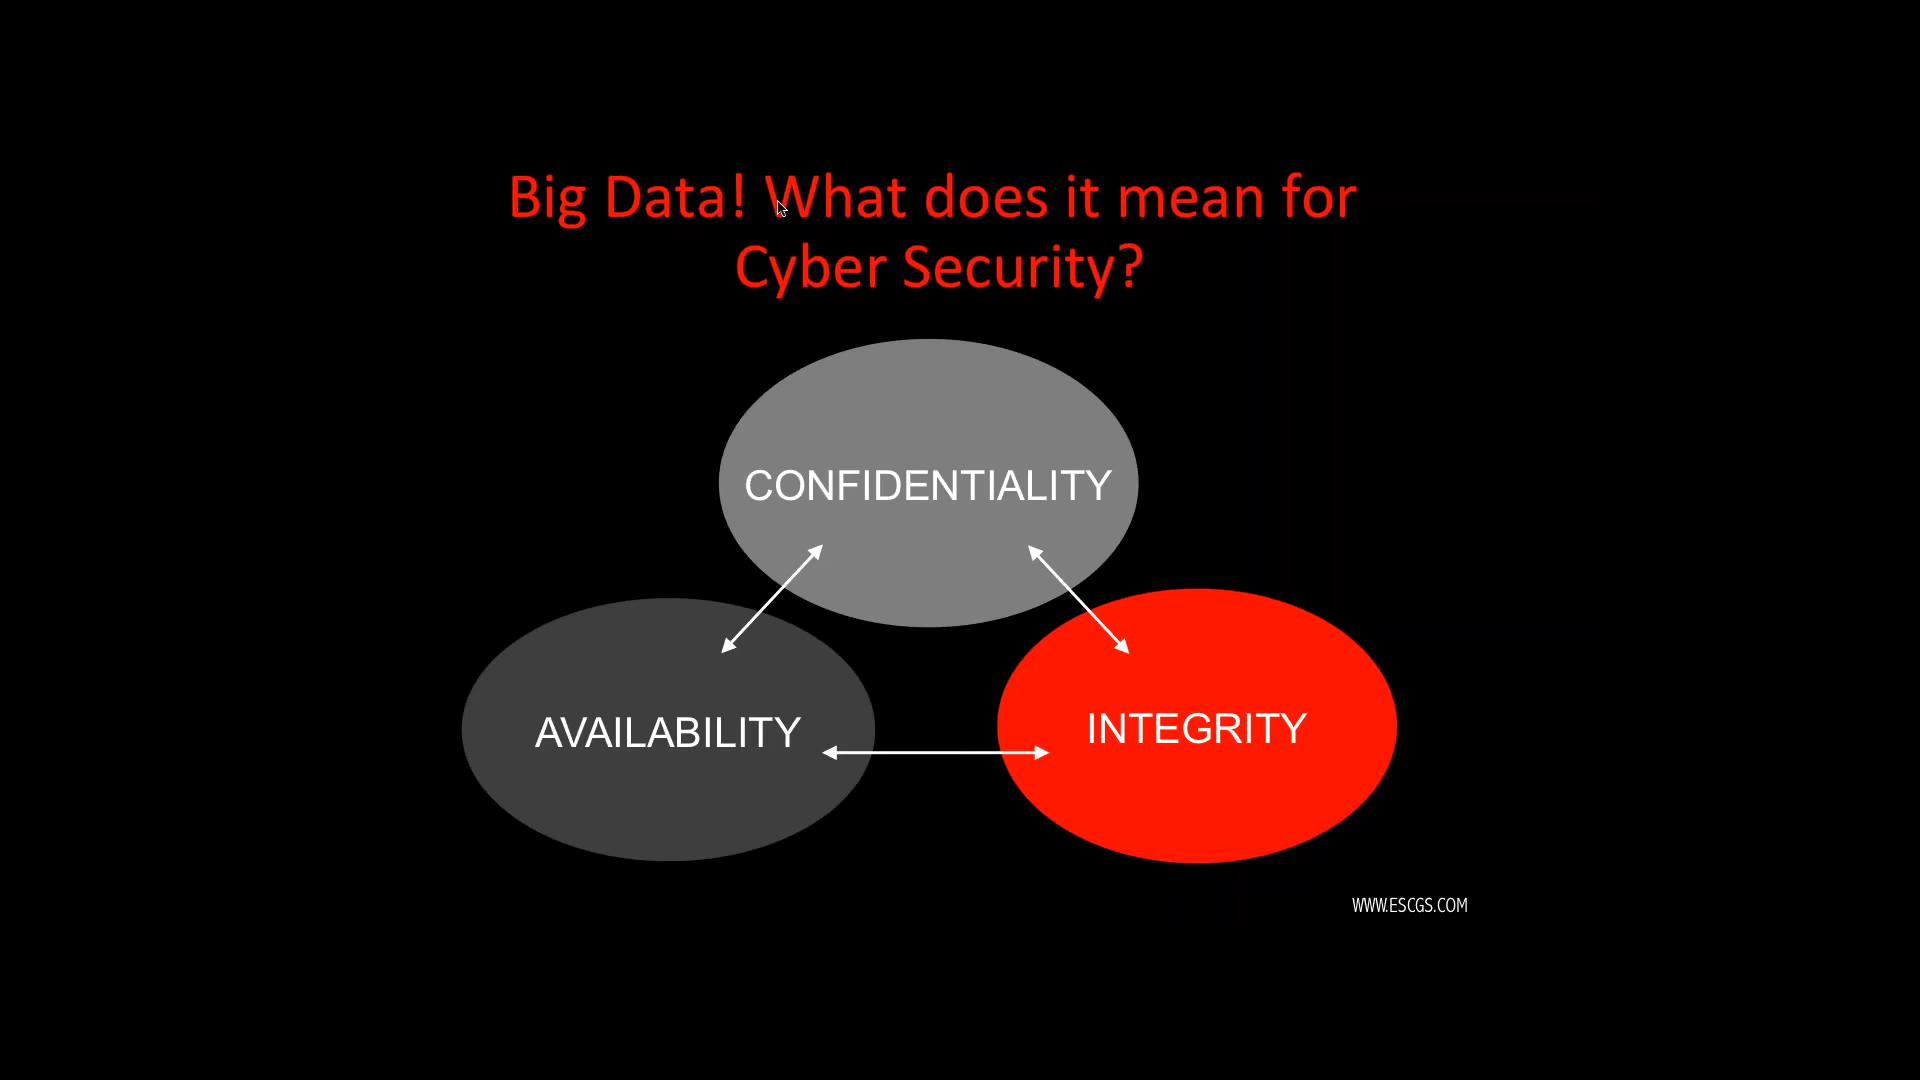 Big Data! What does it mean for
Cyber Security?
CONFIDENTIALITY
AVAILABILITY
INTEGRITY
WWW.ESCGS.COM